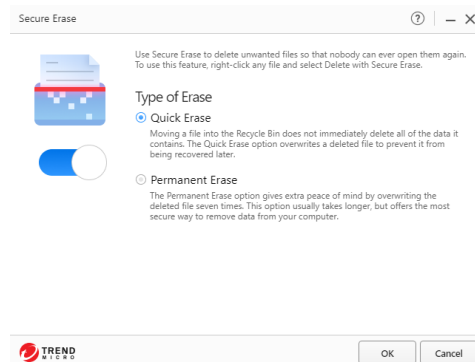 Secure Erase
?
Use Secure Erase to delete unwanted files so that nobody can ever open them again.
To use this feature, right-click any file and select Delete with Secure Erase.
Type of Erase
Quick Erase
Moving a file into the Recycle Bin does not immediately delete all of the data it
contains. The Quick Erase option overwrites a deleted file to prevent it from
being recovered later.
Permanent Erase
The Permanent Erase option gives extra peace of mind by overwriting the
deleted file seven times. This option usually takes longer, but offers the most
secure way to remove data from your computer.
TREND
MICRO
OK
Cancel